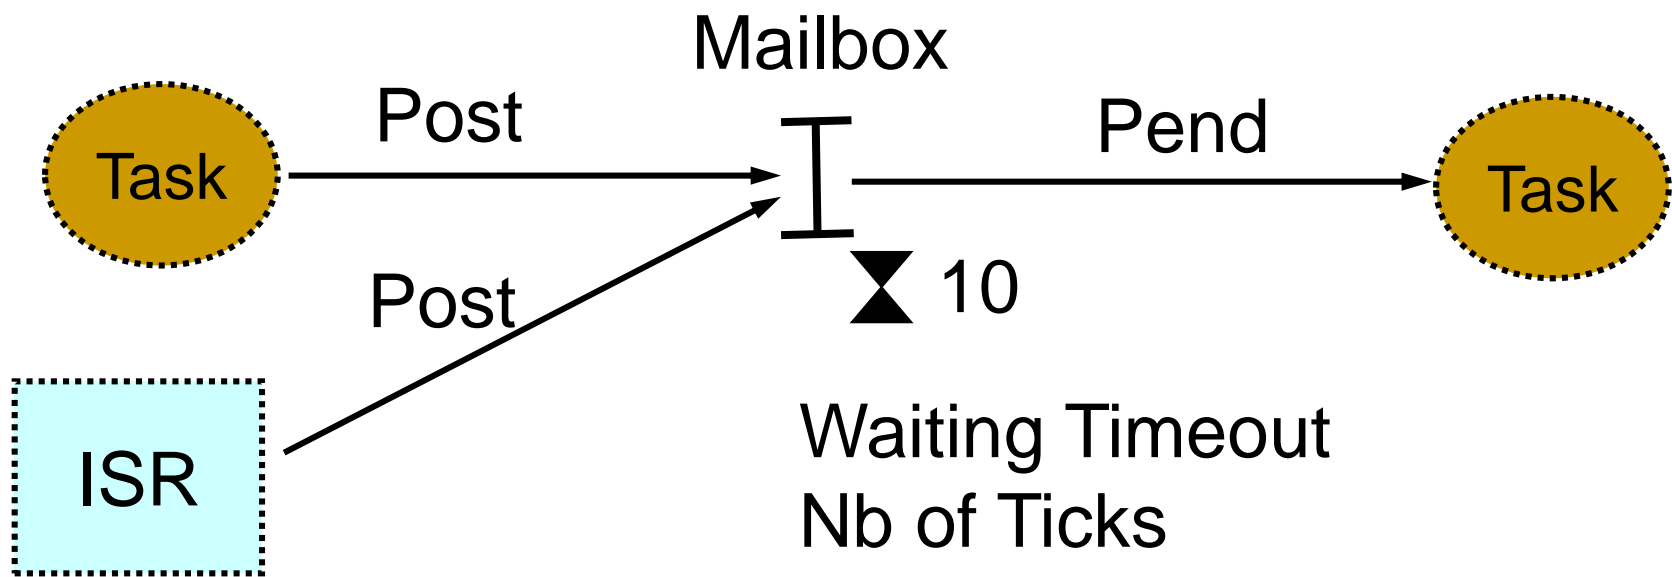 Mailbox
Post
Pend
Task
Task
Post
10
ISR
Waiting Timeout
Nb of Ticks